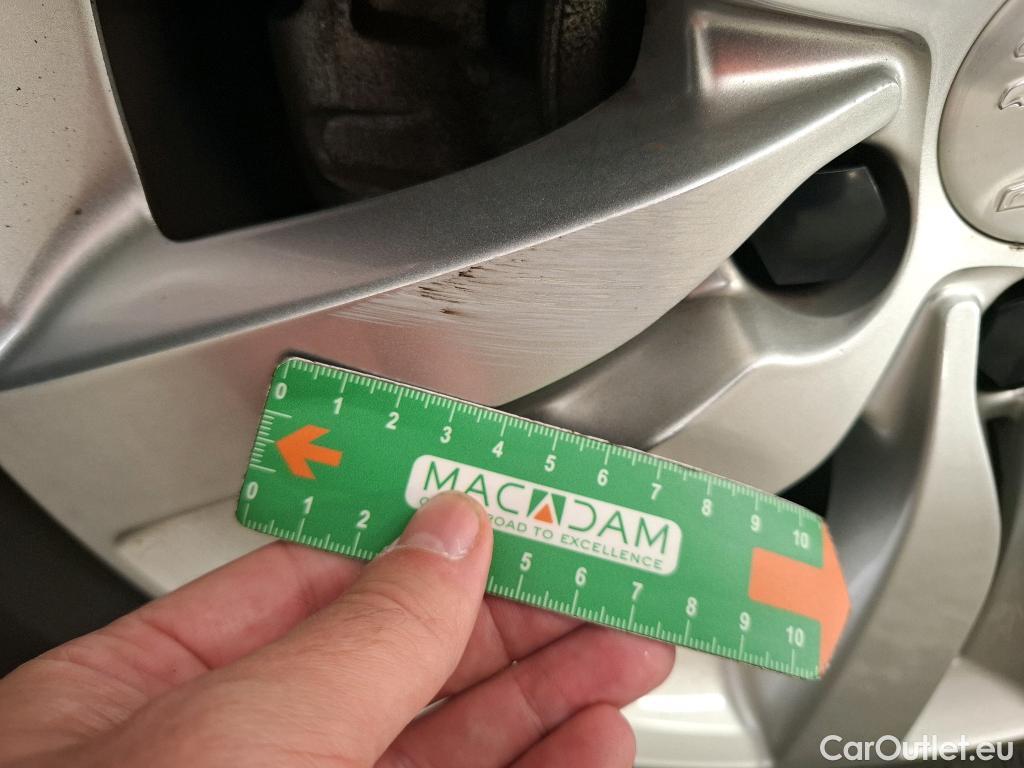 0 1 2 3 4 5 6 7 8 9 10
MACADAM
ROAD TO EXCELLENCE
0 1 2 5 6 7 8 9 10
CarOutlet.eu